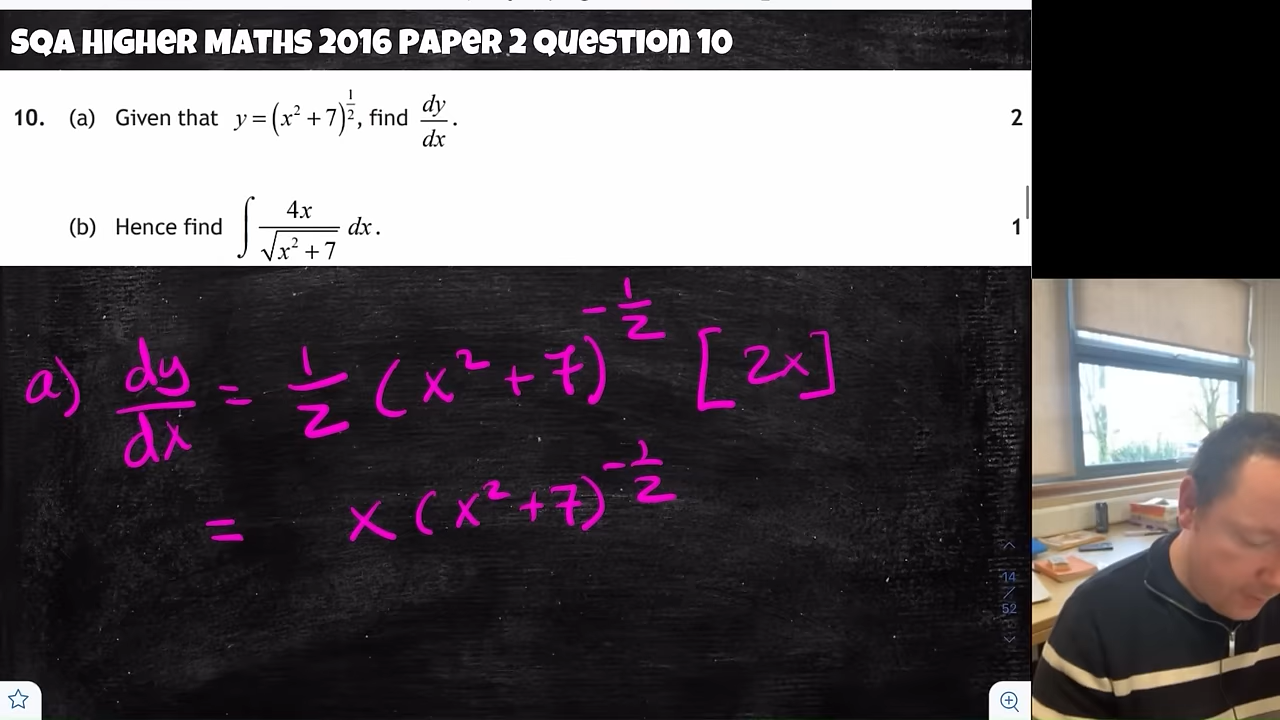 SQA HIGHER MATHS 2016 PAPER 2 QUESTION 10
10. (a) Given that y = (x² + 7)^(1/2), find dy/dx. 2
(b) Hence find ∫ 4x/√(x² + 7) dx. 1
a) dy/dx = 1/2 (x² + 7)^(-1/2) [2x]
= x (x² + 7)^(-1/2)
14
/
52